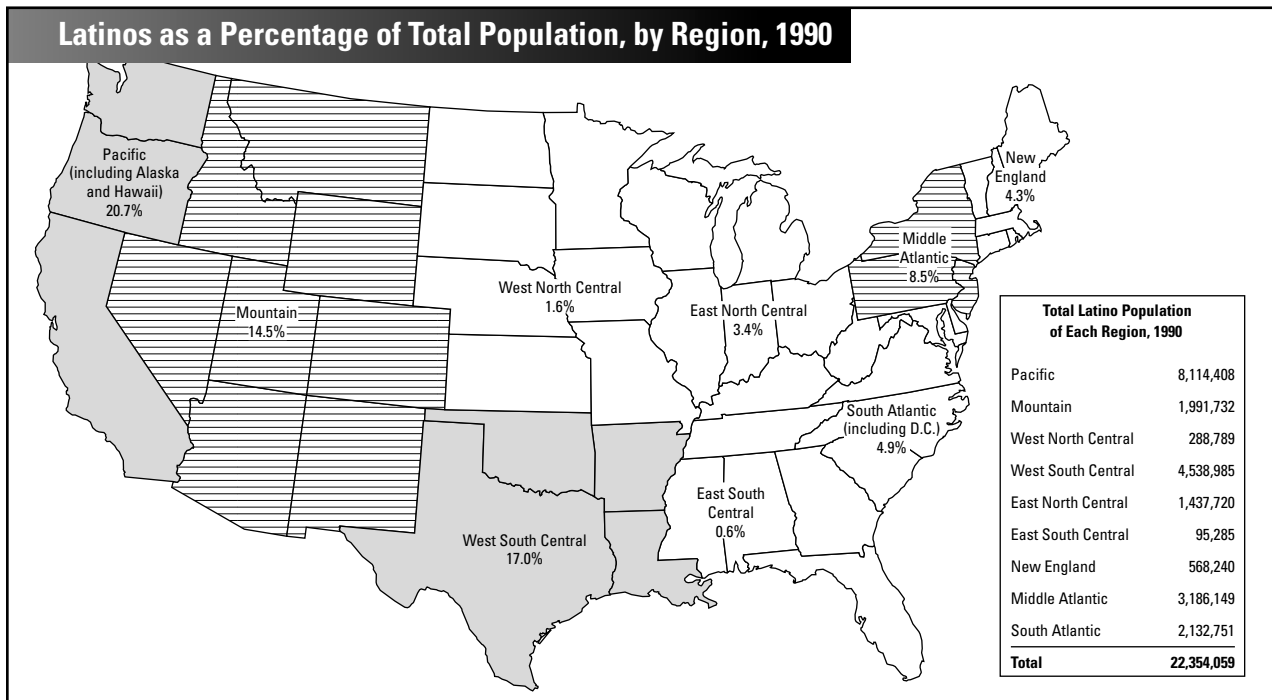 Latinos as a Percentage of Total Population, by Region, 1990
Pacific
(including Alaska
and Hawaii)
20.7%
Mountain
14.5%
West North Central
1.6%
East North Central
3.4%
New
England
4.3%
Middle
Atlantic
8.5%
South Atlantic
(including D.C.)
4.9%
East South
Central
0.6%
West South Central
17.0%
Total Latino Population
of Each Region, 1990
Pacific 8,114,408
Mountain 1,991,732
West North Central 288,789
West South Central 4,538,985
East North Central 1,437,720
East South Central 95,285
New England 568,240
Middle Atlantic 3,186,149
South Atlantic 2,132,751
Total 22,354,059